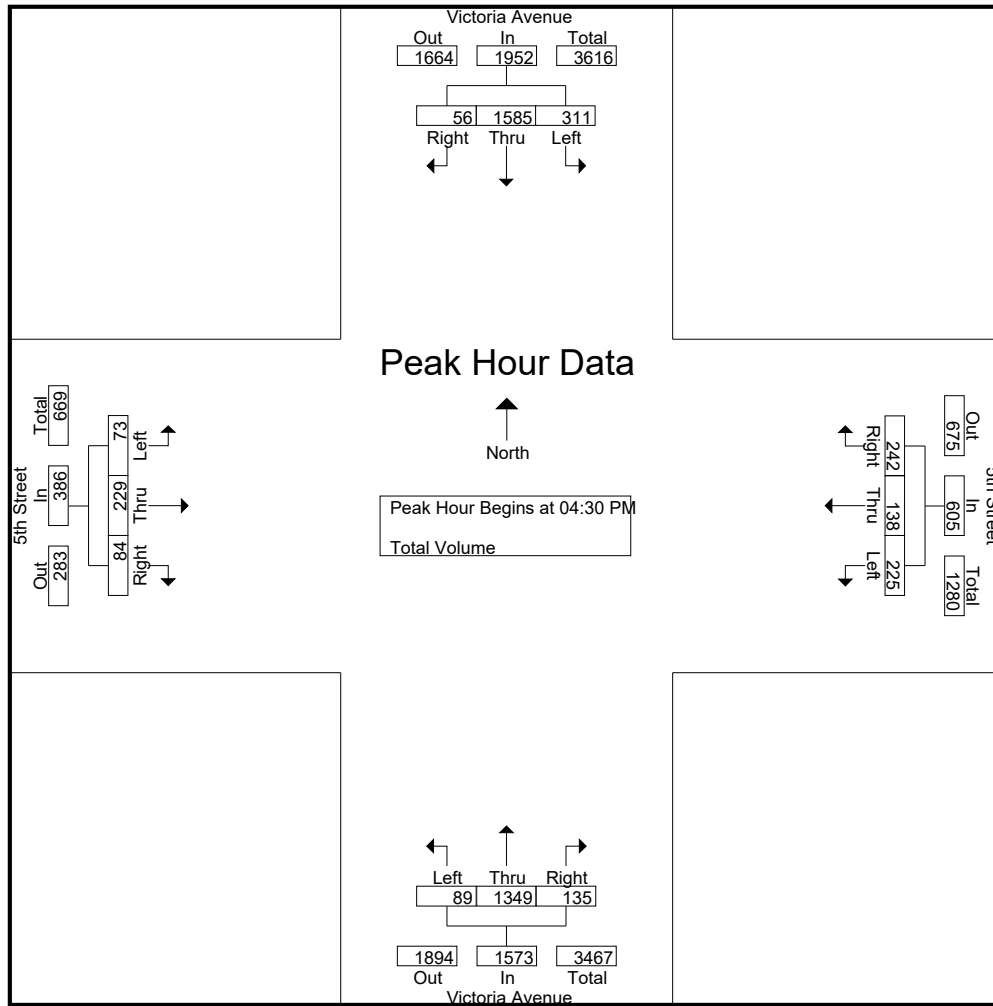 Victoria Avenue
Out In Total
1664 1952 3616
56 1585 311
Right Thru Left
Peak Hour Data
North
Peak Hour Begins at 04:30 PM
Total Volume
5th Street
Total In Out
669 386 283
73 229 84
Left Thru Right
Right Thru Left
242 138 225
Out In Total
675 605 1280
Street
Left Thru Right
89 1349 135
1894 1573 3467
Out In Total
Victoria Avenue